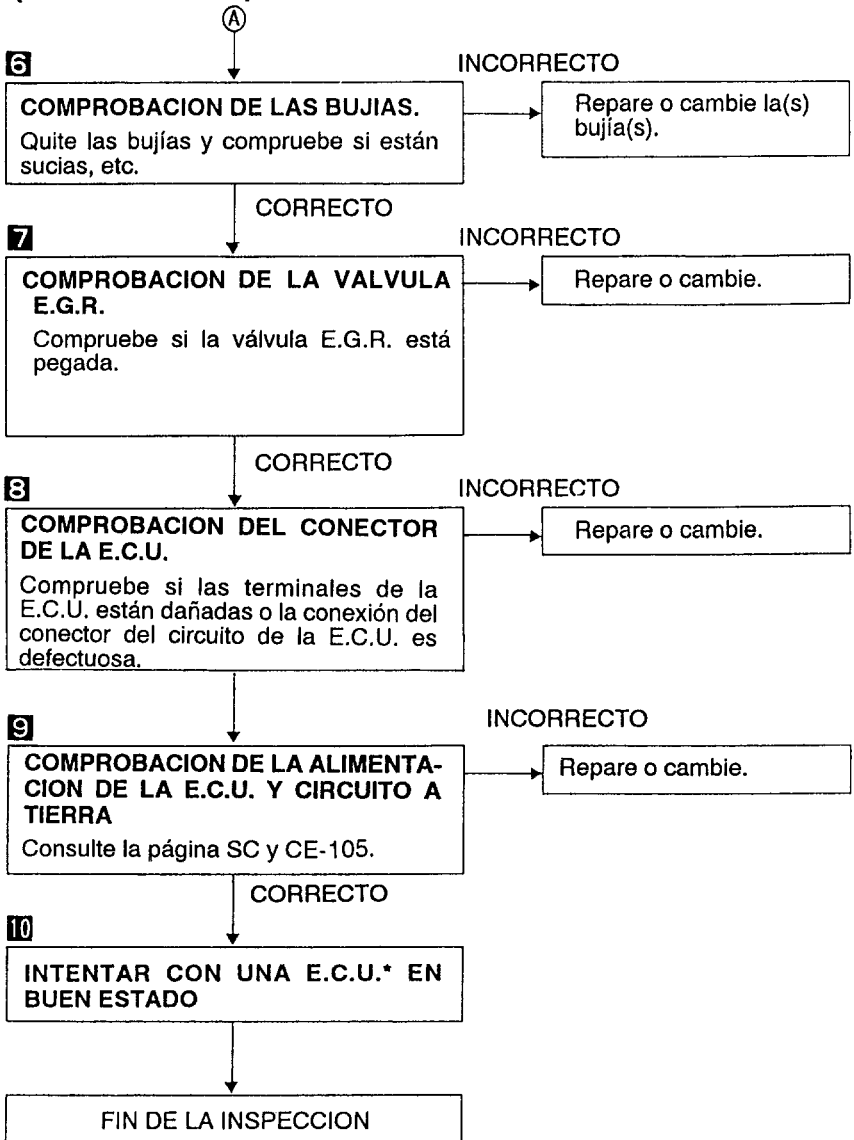 A
6
INCORRECTO
COMPROBACION DE LAS BUJIAS.
Quite las bujías y compruebe si están
sucias, etc.
Repare o cambie la(s)
bujía(s).
CORRECTO
7
INCORRECTO
COMPROBACION DE LA VALVULA
E.G.R.
Compruebe si la válvula E.G.R. está
pegada.
Repare o cambie.
CORRECTO
8
INCORRECTO
COMPROBACION DEL CONECTOR
DE LA E.C.U.
Compruebe si las terminales de la
E.C.U. están dañadas o la conexión del
conector del circuito de la E.C.U. es
defectuosa.
Repare o cambie.
9
INCORRECTO
COMPROBACION DE LA ALIMENTA-
CION DE LA E.C.U. Y CIRCUITO A
TIERRA
Consulte la página SC y CE-105.
Repare o cambie.
CORRECTO
10
INTENTAR CON UNA E.C.U.* EN
BUEN ESTADO
FIN DE LA INSPECCION